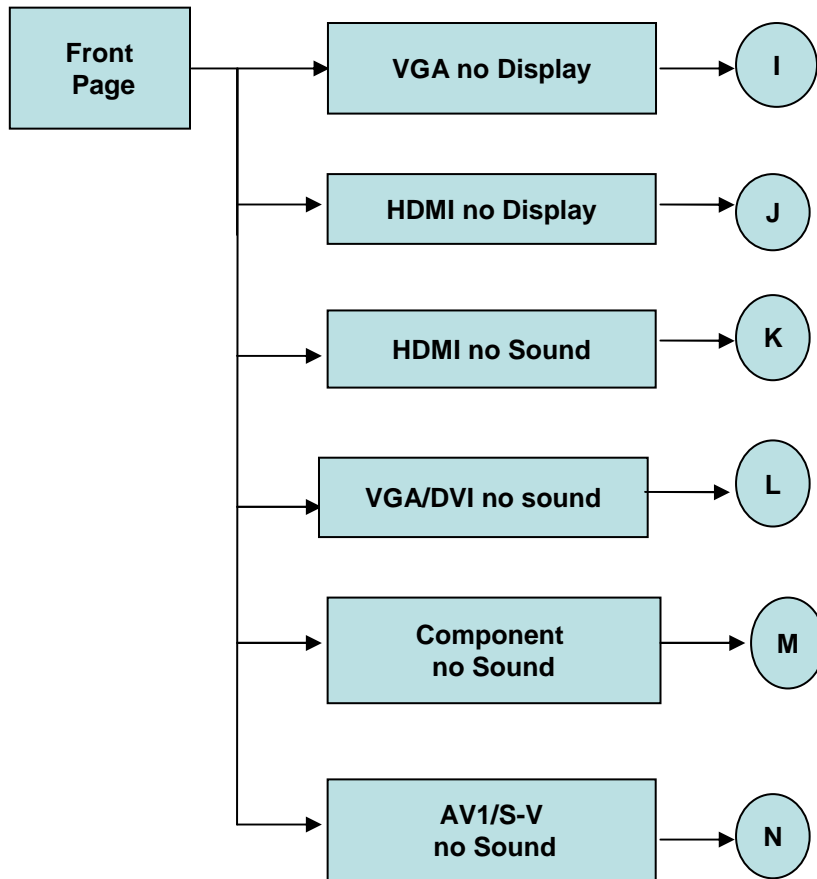 Front
Page
VGA no Display
I
HDMI no Display
J
HDMI no Sound
K
VGA/DVI no sound
L
Component
no Sound
M
AV1/S-V
no Sound
N